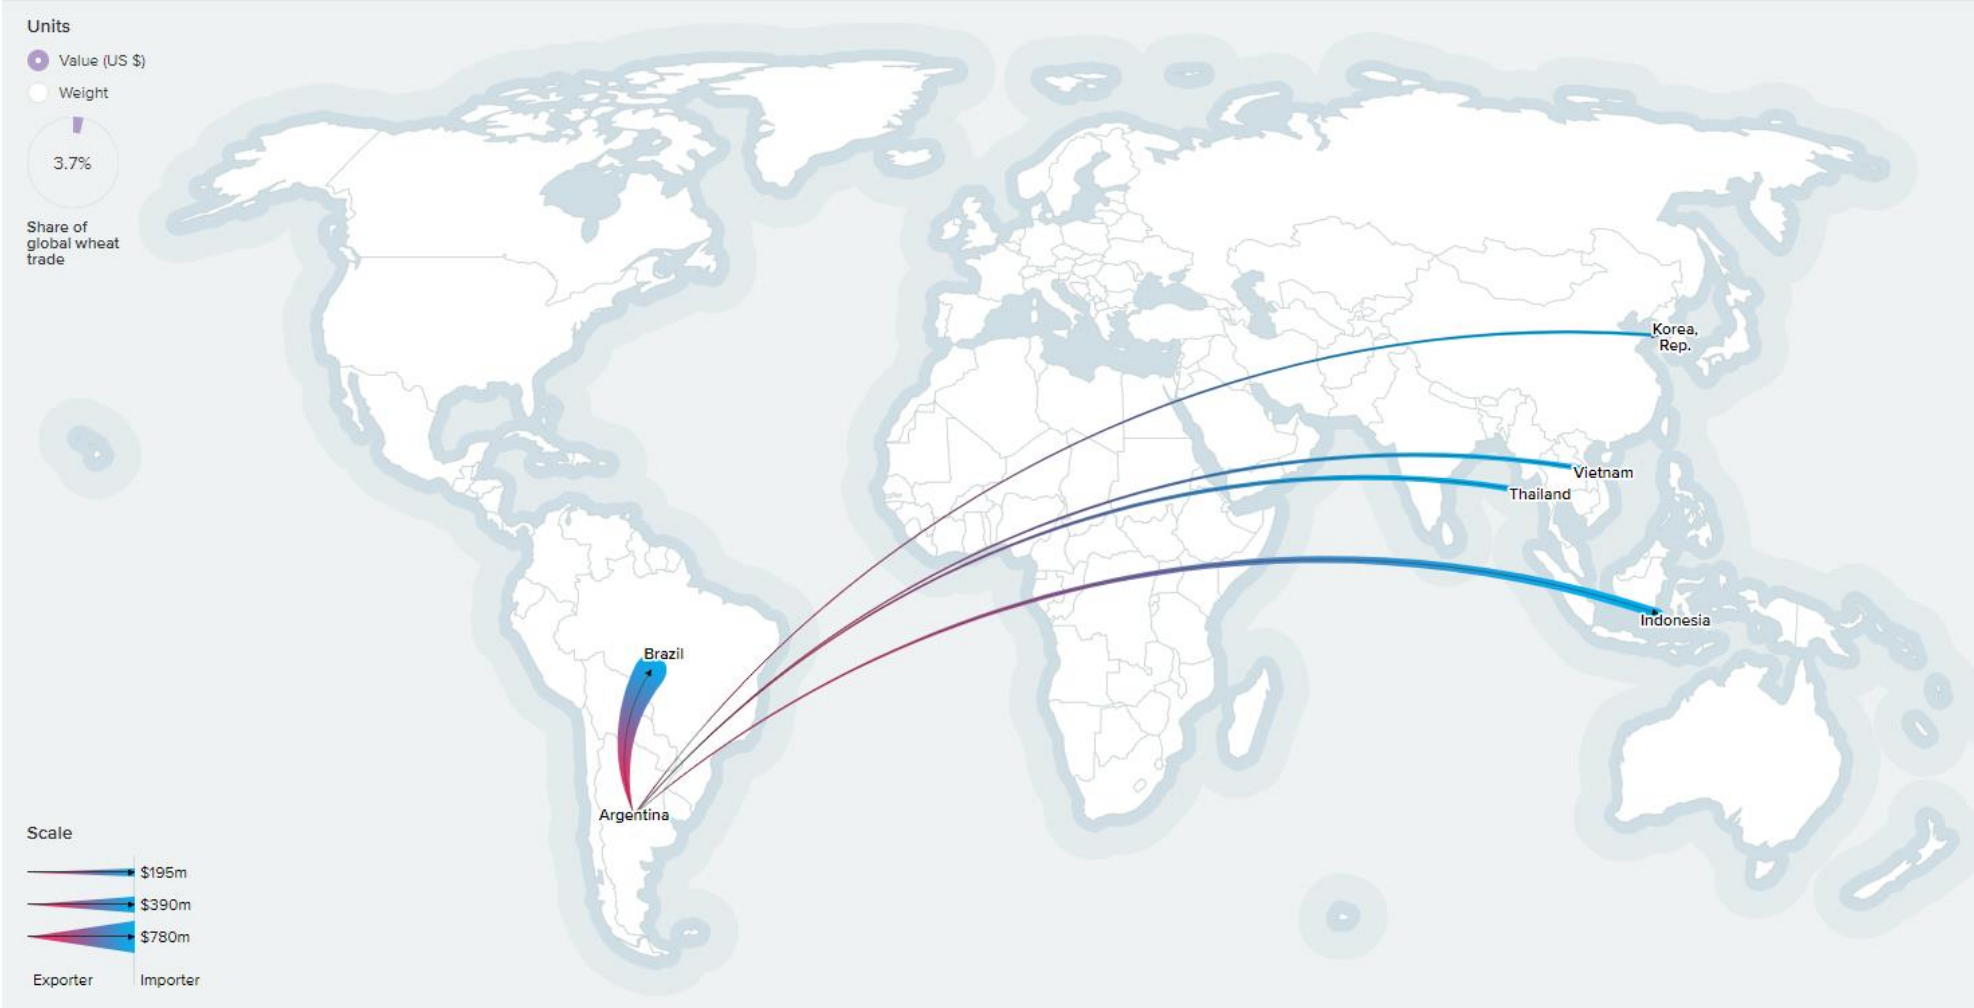 Units
Value (US $)
Weight
3.7%
Share of
global wheat
trade
Korea,
Rep.
Vietnam
Thailand
Indonesia
Brazil
Argentina
Scale
$195m
$390m
$780m
Exporter
Importer